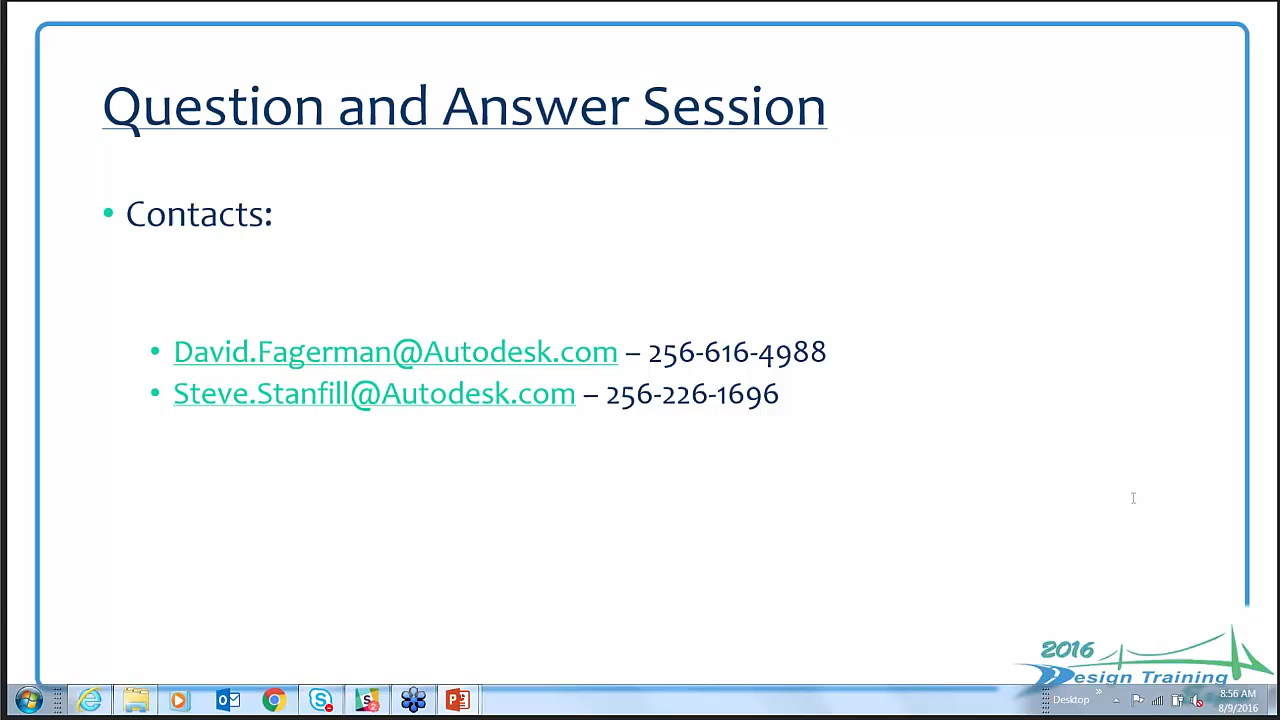 Question and Answer Session
• Contacts:
• David.Fagerman@Autodesk.com – 256-616-4988
• Steve.Stanfill@Autodesk.com – 256-226-1696
2016
Design Training
Desktop
8:56 AM
8/9/2016